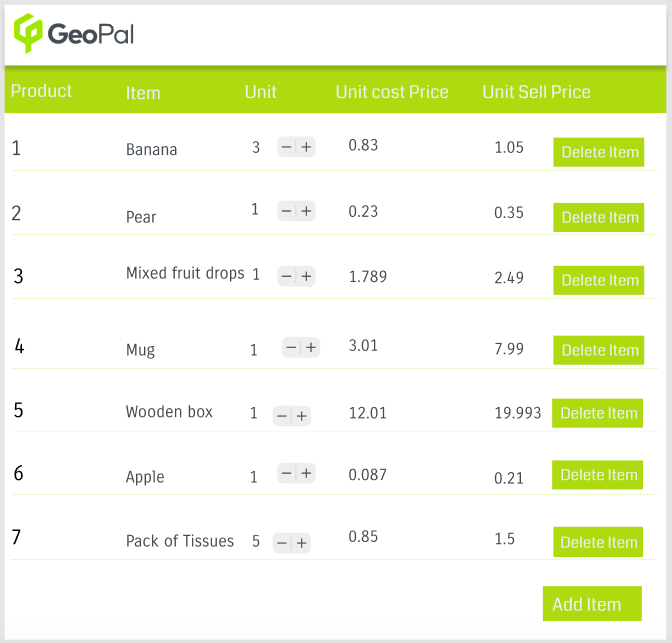 GeoPal
Product Item Unit Unit cost Price Unit Sell Price
1 Banana 3 − + 0.83 1.05 Delete Item
2 Pear 1 − + 0.23 0.35 Delete Item
3 Mixed fruit drops 1 − + 1.789 2.49 Delete Item
4 Mug 1 − + 3.01 7.99 Delete Item
5 Wooden box 1 − + 12.01 19.993 Delete Item
6 Apple 1 − + 0.087 0.21 Delete Item
7 Pack of Tissues 5 − + 0.85 1.5 Delete Item
Add Item